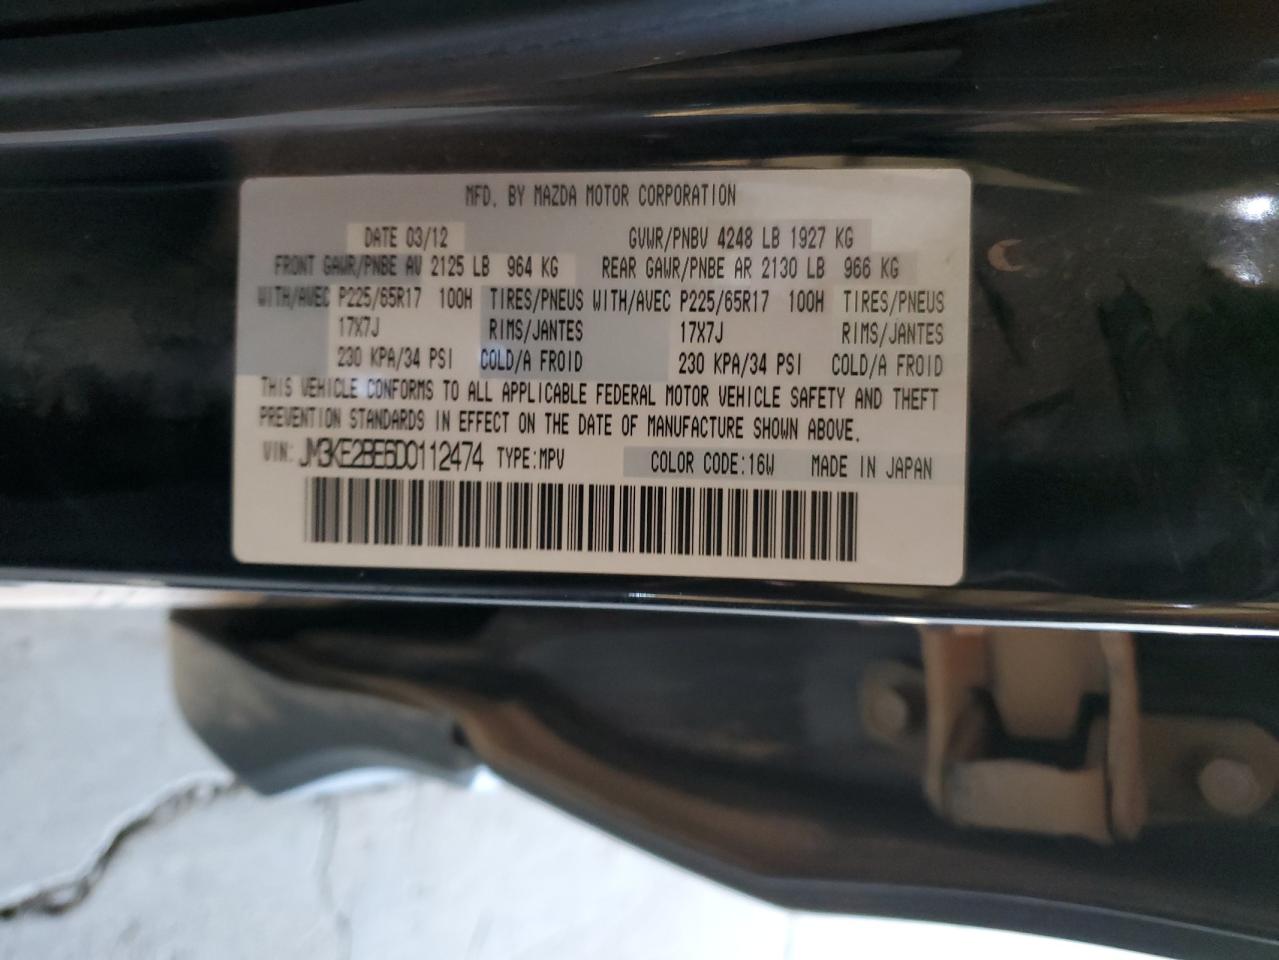 MFD. BY MAZDA MOTOR CORPORATION
DATE 03/12 GVWR/PNBV 4248 LB 1927 KG
FRONT GAWR/PNBE AV 2125 LB 964 KG REAR GAWR/PNBE AR 2130 LB 966 KG
WITH/AVEC P225/65R17 100H TIRES/PNEUS WITH/AVEC P225/65R17 100H TIRES/PNEUS
17X7J RIMS/JANTES 17X7J RIMS/JANTES
230 KPA/34 PSI COLD/A FROID 230 KPA/34 PSI COLD/A FROID
THIS VEHICLE CONFORMS TO ALL APPLICABLE FEDERAL MOTOR VEHICLE SAFETY AND THEFT
PREVENTION STANDARDS IN EFFECT ON THE DATE OF MANUFACTURE SHOWN ABOVE.
VIN: JM3KE2BE6D0112474 TYPE:MPV COLOR CODE:16W MADE IN JAPAN